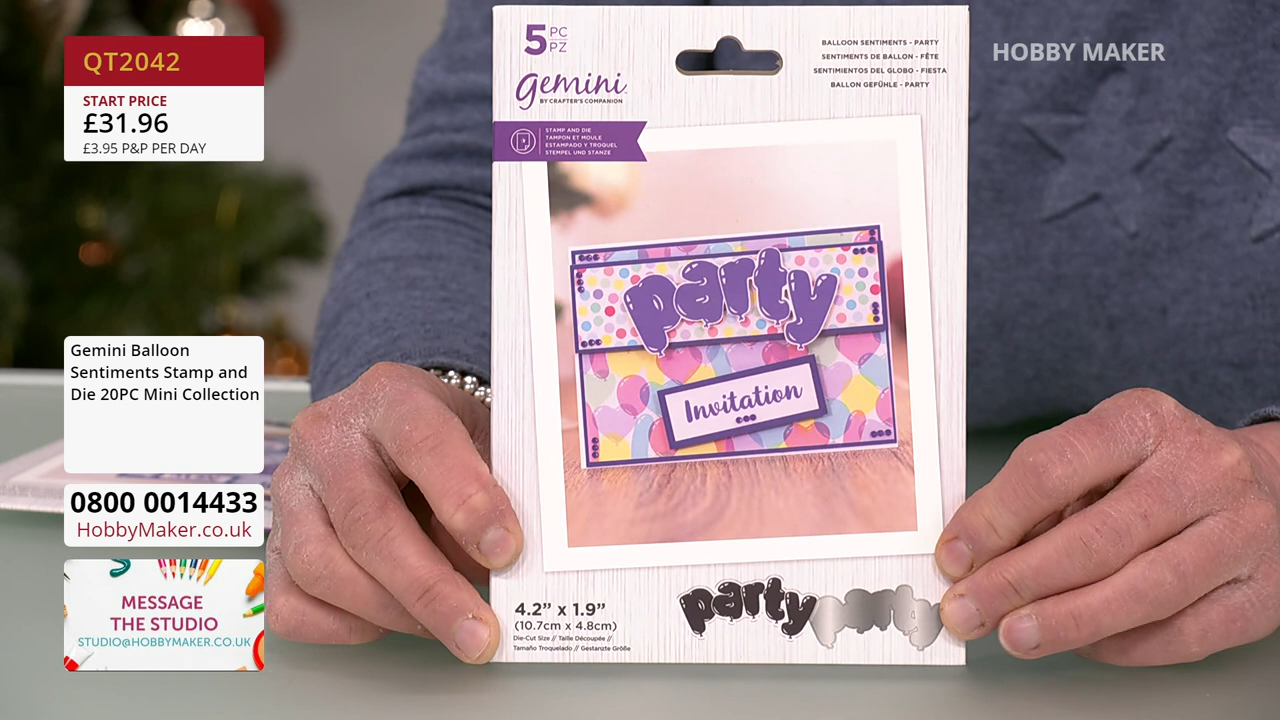 QT2042
START PRICE
£31.96
£3.95 P&P PER DAY
Gemini Balloon
Sentiments Stamp and
Die 20PC Mini Collection
0800 0014433
HobbyMaker.co.uk
MESSAGE
THE STUDIO
STUDIO@HOBBYMAKER.CO.UK
HOBBY MAKER
5 PC
PZ
gemini
BY CRAFTER'S COMPANION
BALLOON SENTIMENTS - PARTY
SENTIMENTS DE BALLON - FÊTE
SENTIMIENTOS DEL GLOBO - FIESTA
BALLON GEFÜHLE - PARTY
STAMP AND DIE
TAMPON ET MOULE
ESTAMPADO Y TROQUEL
STEMPEL UND STANZE
party
Invitation
4.2" x 1.9"
(10.7cm x 4.8cm)
Die-Cut Size // Taille Découpée //
Tamaño Troquelado // Gestanzte Größe
party party